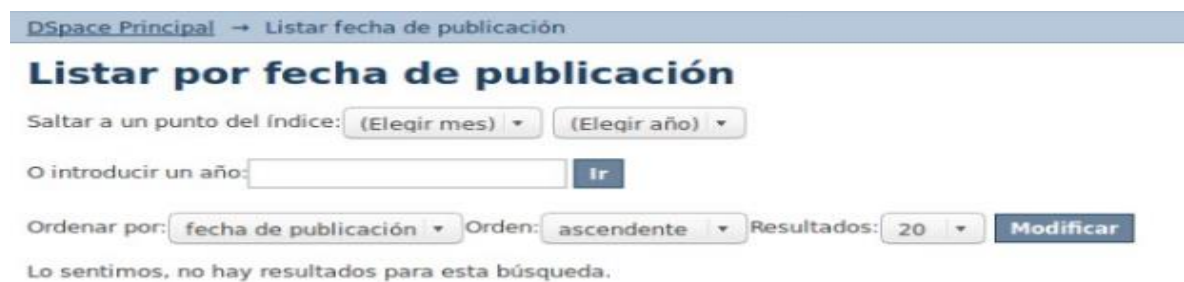 DSpace Principal → Listar fecha de publicación
Listar por fecha de publicación
Saltar a un punto del índice: (Elegir mes) (Elegir año)
O introducir un año: Ir
Ordenar por: fecha de publicación Orden: ascendente Resultados: 20 Modificar
Lo sentimos, no hay resultados para esta búsqueda.